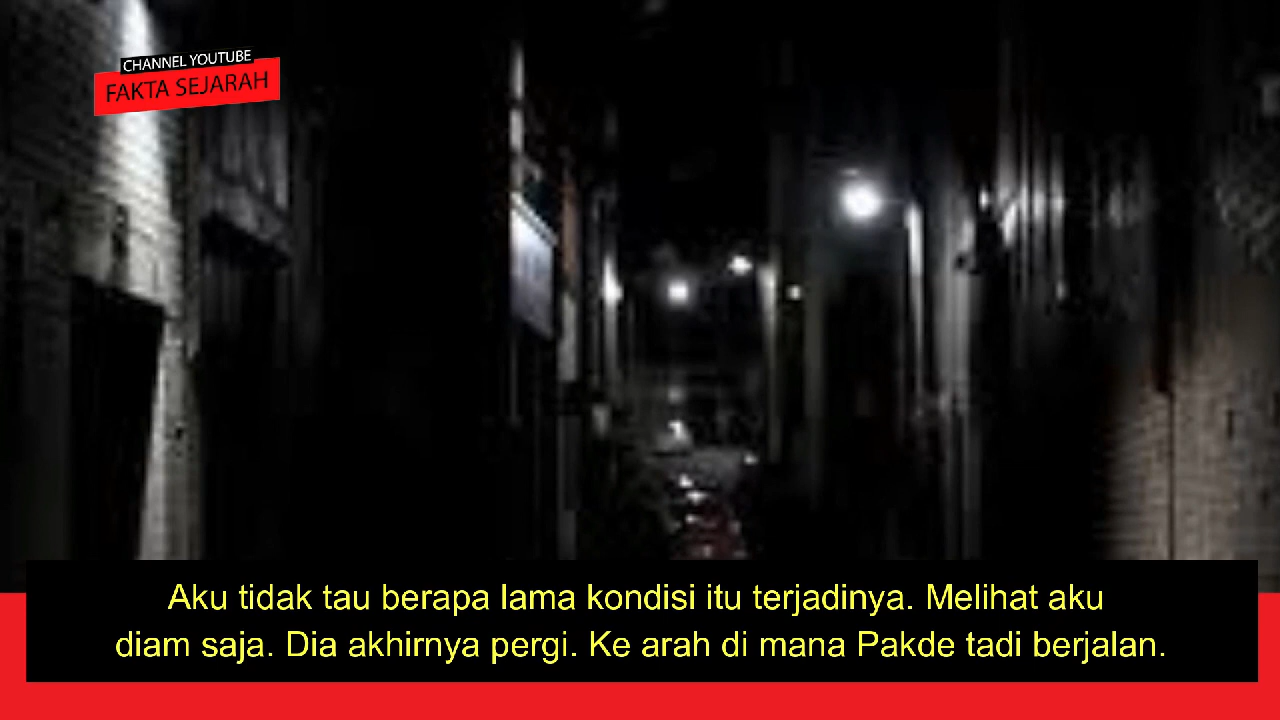 CHANNEL YOUTUBE
FAKTA SEJARAH
Aku tidak tau berapa lama kondisi itu terjadinya. Melihat aku
diam saja. Dia akhirnya pergi. Ke arah di mana Pakde tadi berjalan.